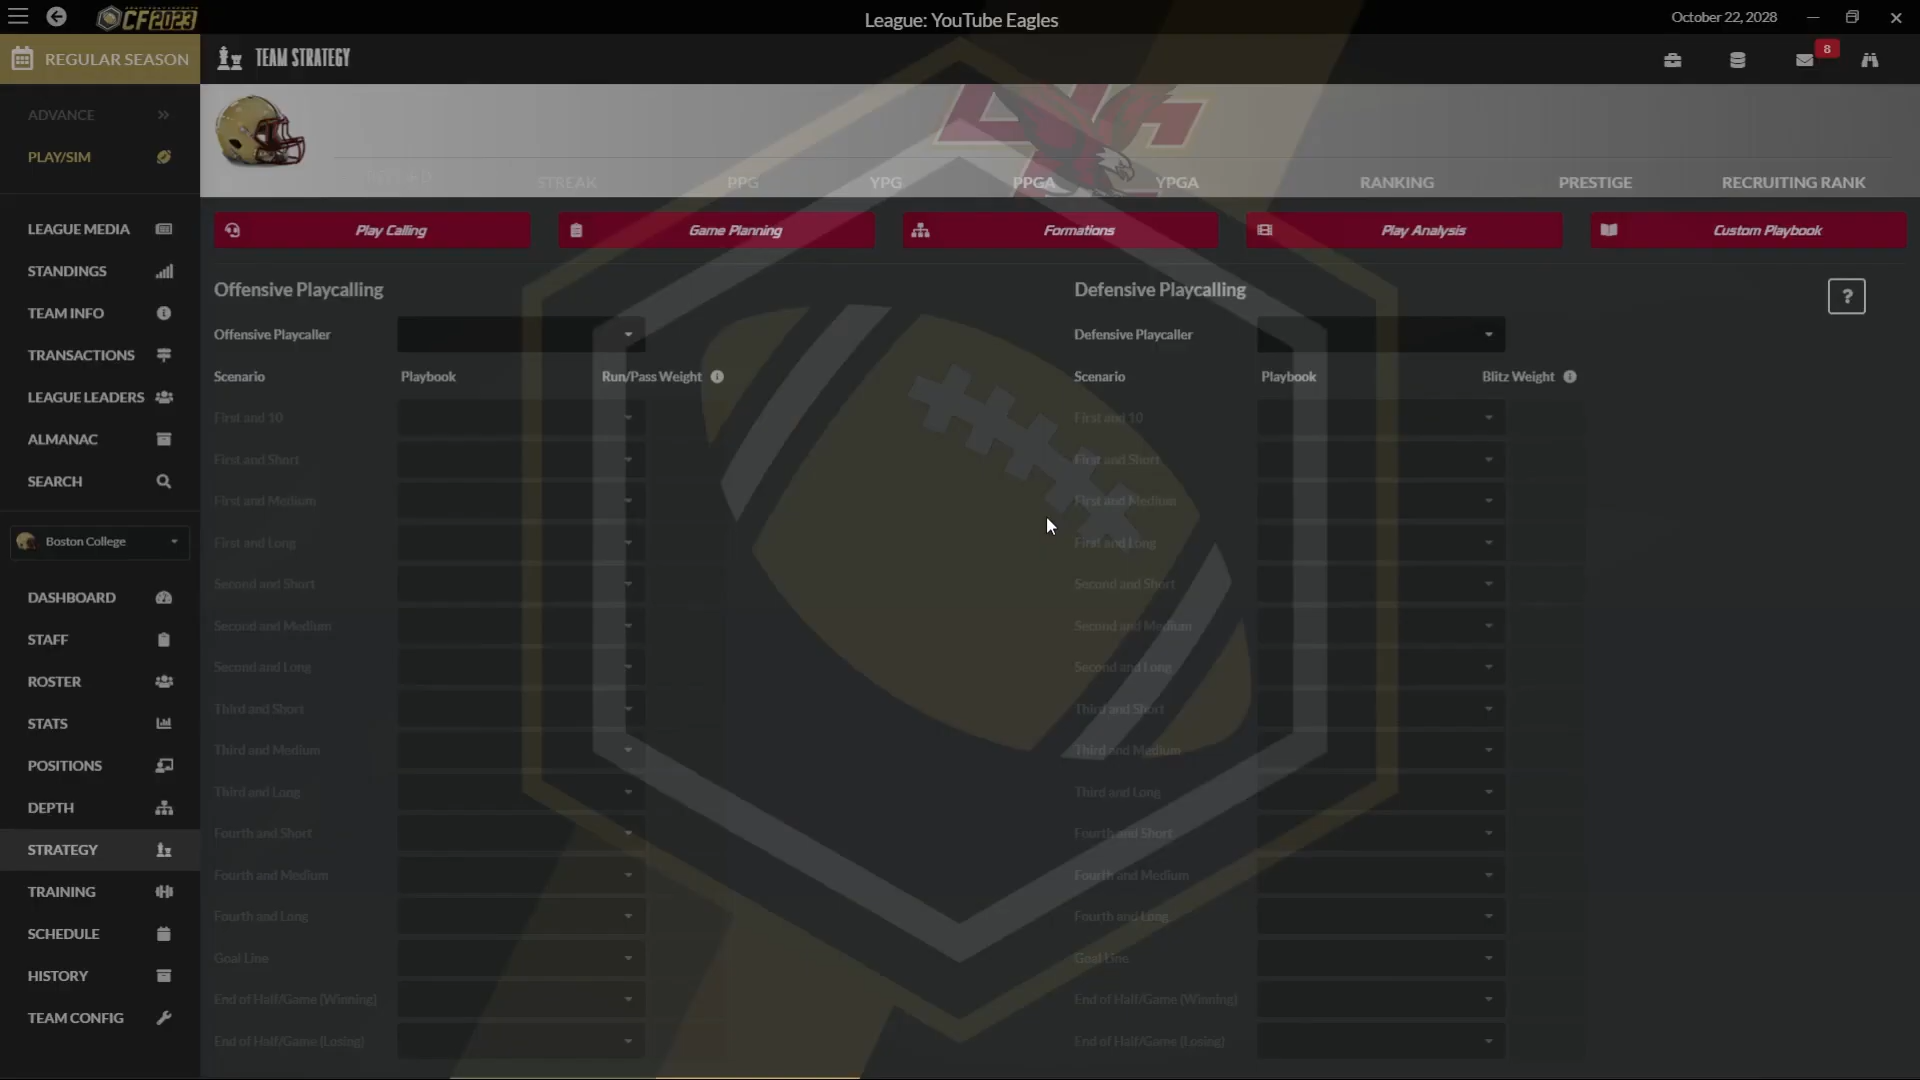 CF2023
League: YouTube Eagles
October 22, 2028
REGULAR SEASON
TEAM STRATEGY
8
ADVANCE
PLAY/SIM
STREAK
PPG
YPG
PPGA
YPGA
RANKING
PRESTIGE
RECRUITING RANK
LEAGUE MEDIA
STANDINGS
TEAM INFO
TRANSACTIONS
LEAGUE LEADERS
ALMANAC
SEARCH
Boston College
DASHBOARD
STAFF
ROSTER
STATS
POSITIONS
DEPTH
STRATEGY
TRAINING
SCHEDULE
HISTORY
TEAM CONFIG
Play Calling
Game Planning
Formations
Play Analysis
Custom Playbook
Offensive Playcalling
Offensive Playcaller
Scenario Playbook Run/Pass Weight
First and 10
First and Short
First and Medium
First and Long
Second and Short
Second and Medium
Second and Long
Third and Short
Third and Medium
Third and Long
Fourth and Short
Fourth and Medium
Fourth and Long
Goal Line
End of Half/Game (Winning)
End of Half/Game (Losing)
Defensive Playcalling
?
Defensive Playcaller
Scenario Playbook Blitz Weight
First and 10
First and Short
First and Medium
First and Long
Second and Short
Second and Medium
Second and Long
Third and Short
Third and Medium
Third and Long
Fourth and Short
Fourth and Medium
Fourth and Long
Goal Line
End of Half/Game (Winning)
End of Half/Game (Losing)